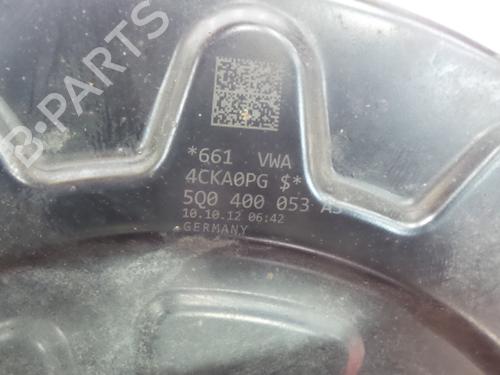 B-PARTS
*661 VWA
4CKA0PG $*
5Q0 400 053
10.10.12 06:42
GERMANY